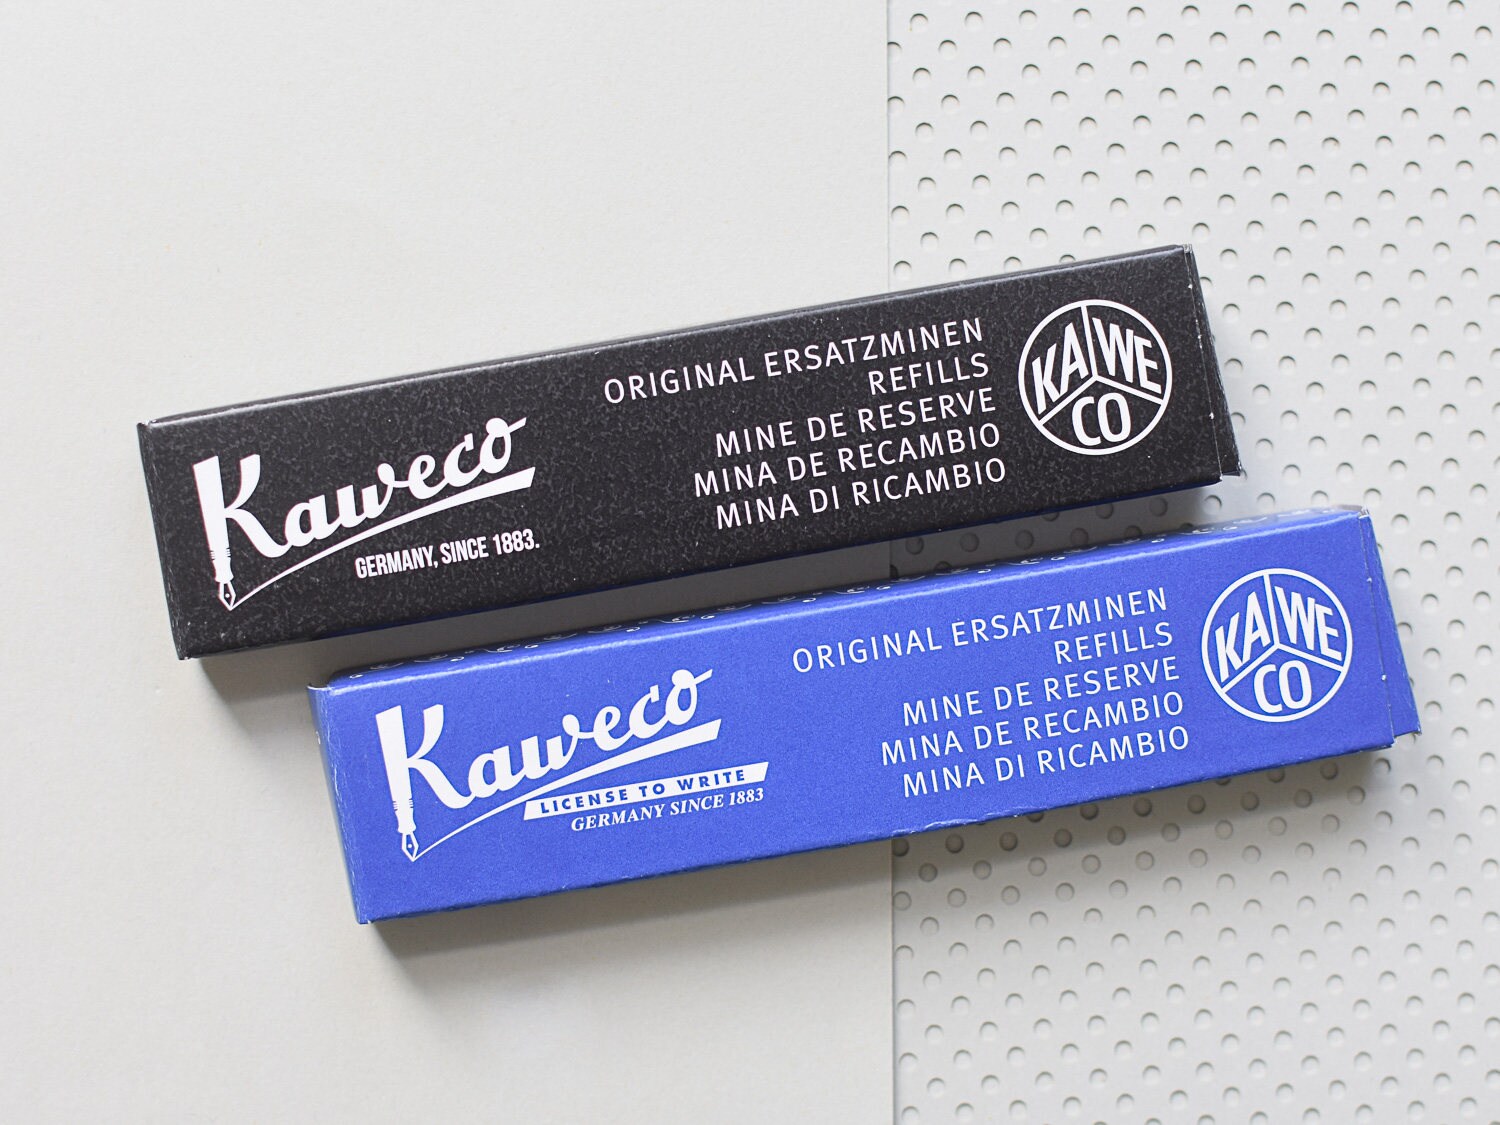 Kaweco
GERMANY, SINCE 1883.
ORIGINAL ERSATZMINEN
REFILLS
MINE DE RESERVE
MINA DE RECAMBIO
MINA DI RICAMBIO
KA WE
CO
Kaweco
LICENSE TO WRITE
GERMANY SINCE 1883
ORIGINAL ERSATZMINEN
REFILLS
MINE DE RESERVE
MINA DE RECAMBIO
MINA DI RICAMBIO
KA WE
CO